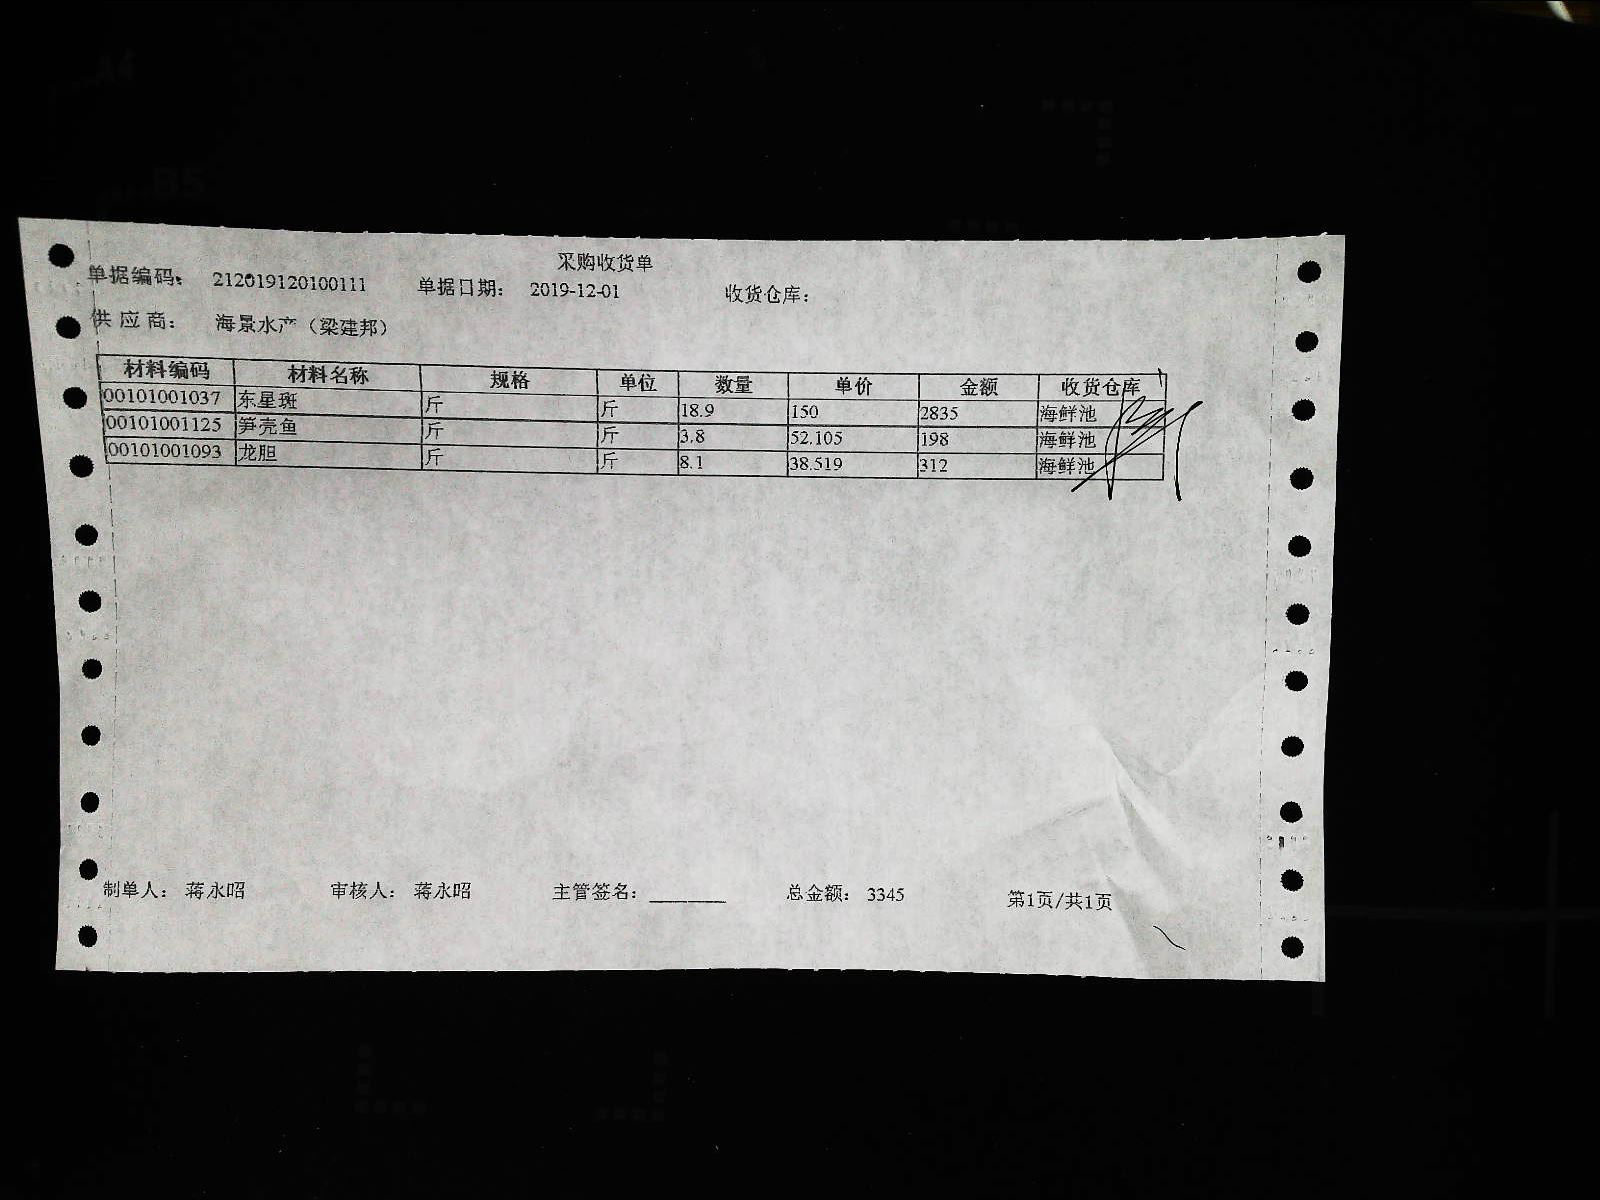 采购收货单
单据编码： 212019120100111 单据日期： 2019-12-01 收货仓库：
供应商： 海景水产（梁建邦）
材料编码 材料名称 规格 单位 数量 单价 金额 收货仓库
00101001037 东星斑 斤 斤 18.9 150 2835 海鲜池
00101001125 笋壳鱼 斤 斤 3.8 52.105 198 海鲜池
00101001093 龙胆 斤 斤 8.1 38.519 312 海鲜池
制单人： 蒋永昭 审核人： 蒋永昭 主管签名：________ 总金额： 3345 第1页/共1页